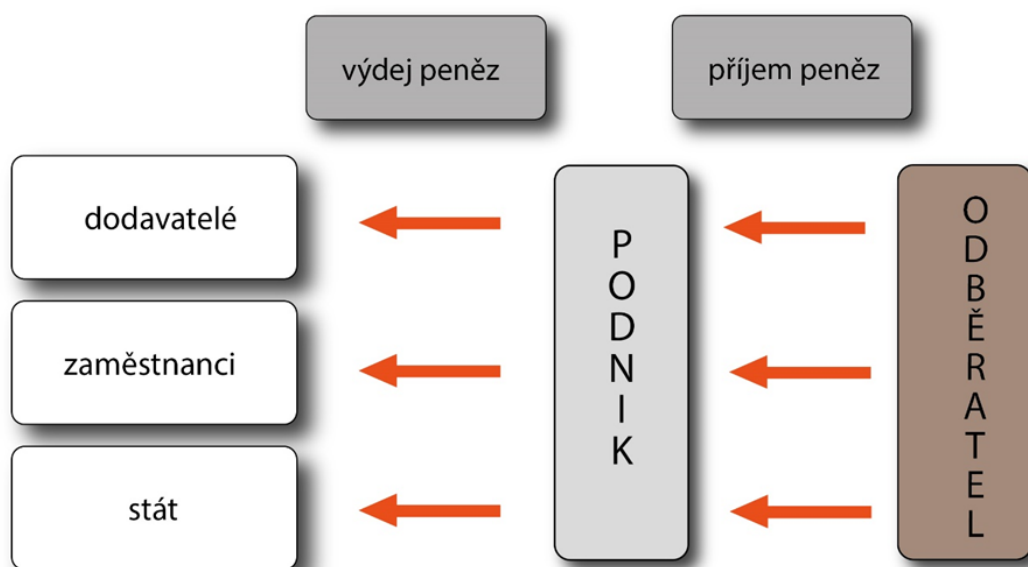 výdej peněz
příjem peněz
dodavatelé
zaměstnanci
stát
PODNIK
ODBĚRATEL